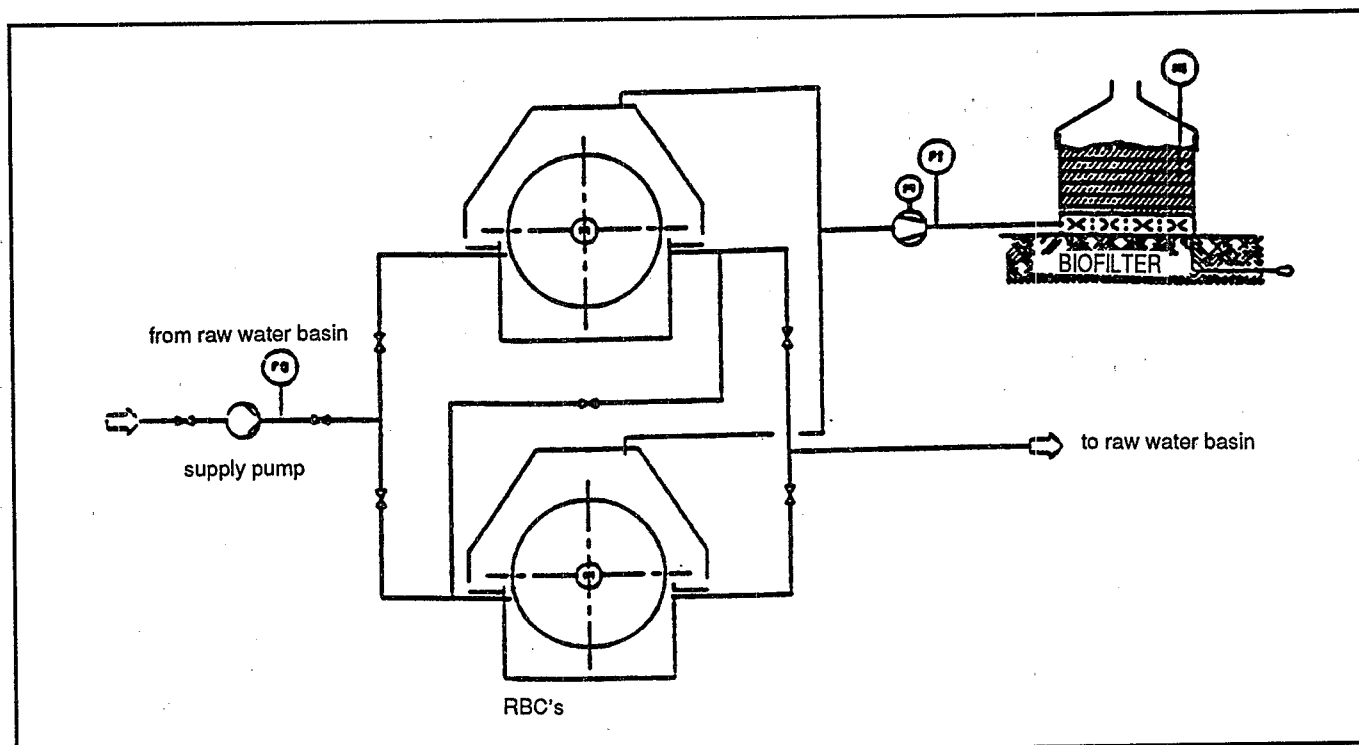 from raw water basin
supply pump
BIOFILTER
to raw water basin
RBC's